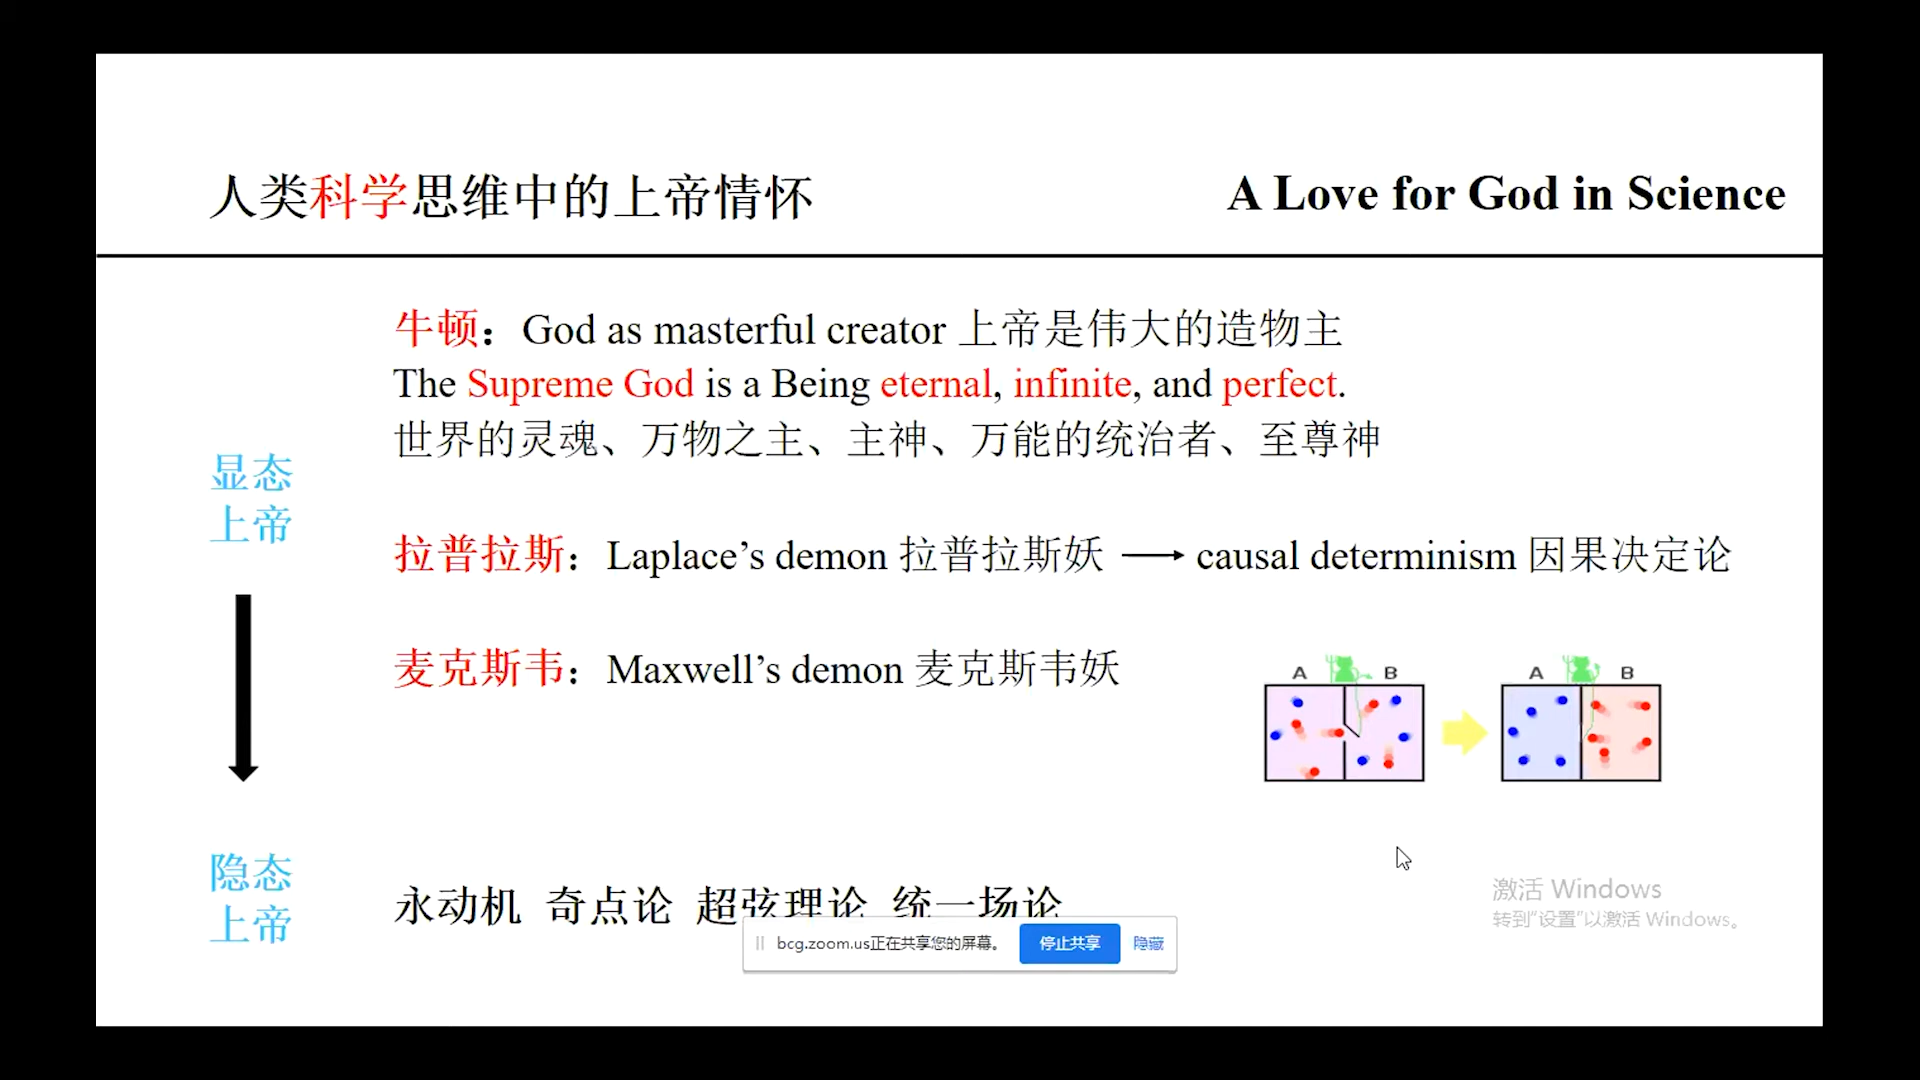 人类科学思维中的上帝情怀
A Love for God in Science
牛顿：God as masterful creator 上帝是伟大的造物主
The Supreme God is a Being eternal, infinite, and perfect.
世界的灵魂、万物之主、主神、万能的统治者、至尊神
显态
上帝
拉普拉斯：Laplace’s demon 拉普拉斯妖 → causal determinism 因果决定论
麦克斯韦：Maxwell’s demon 麦克斯韦妖
A B
A B
隐态
上帝
永动机 奇点论 超弦理论 统一场论
bcg.zoom.us正在共享您的屏幕。 停止共享 隐藏
激活 Windows
转到“设置”以激活 Windows。